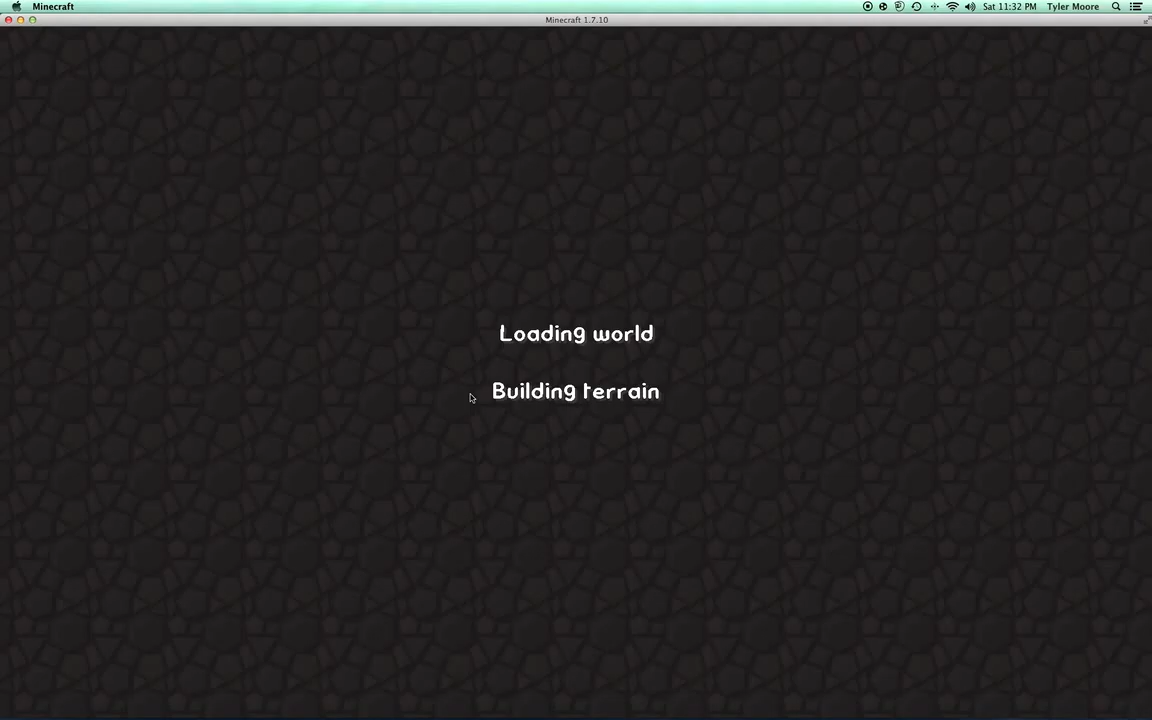 Minecraft Sat 11:32 PM Tyler Moore
Minecraft 1.7.10
Loading world
Building terrain